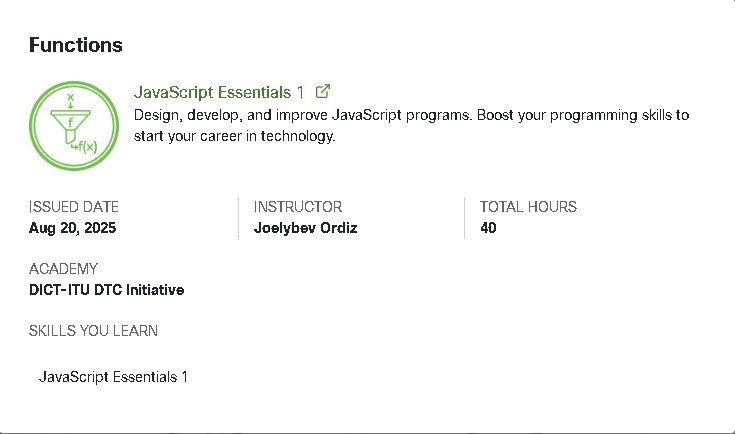 Functions
x
f
f(x)
JavaScript Essentials 1
Design, develop, and improve JavaScript programs. Boost your programming skills to
start your career in technology.
ISSUED DATE
INSTRUCTOR
TOTAL HOURS
Aug 20, 2025
Joelybev Ordiz
40
ACADEMY
DICT-ITU DTC Initiative
SKILLS YOU LEARN
JavaScript Essentials 1